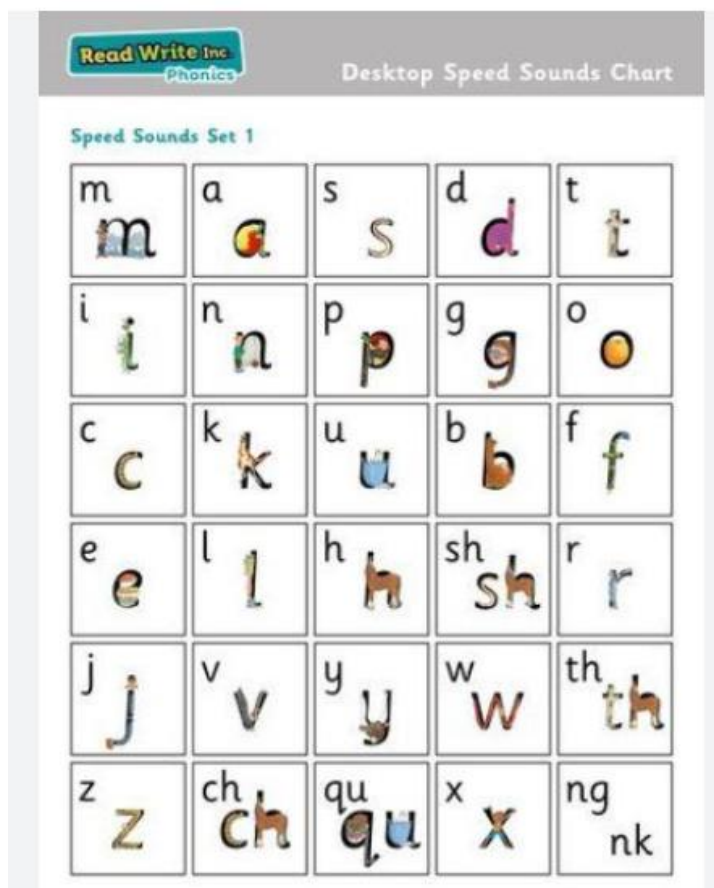 Read Write Inc.
Phonics
Desktop Speed Sounds Chart
Speed Sounds Set 1
m a s d t
m a s d t
i n p g o
i n p g o
c k u b f
c k u b f
e l h sh r
e l h sh r
j v y w th
j v y w th
z ch qu x ng
z ch qu x nk